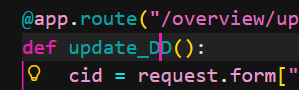 @app.route("/overview/up
def update_DD():
cid = request.form["